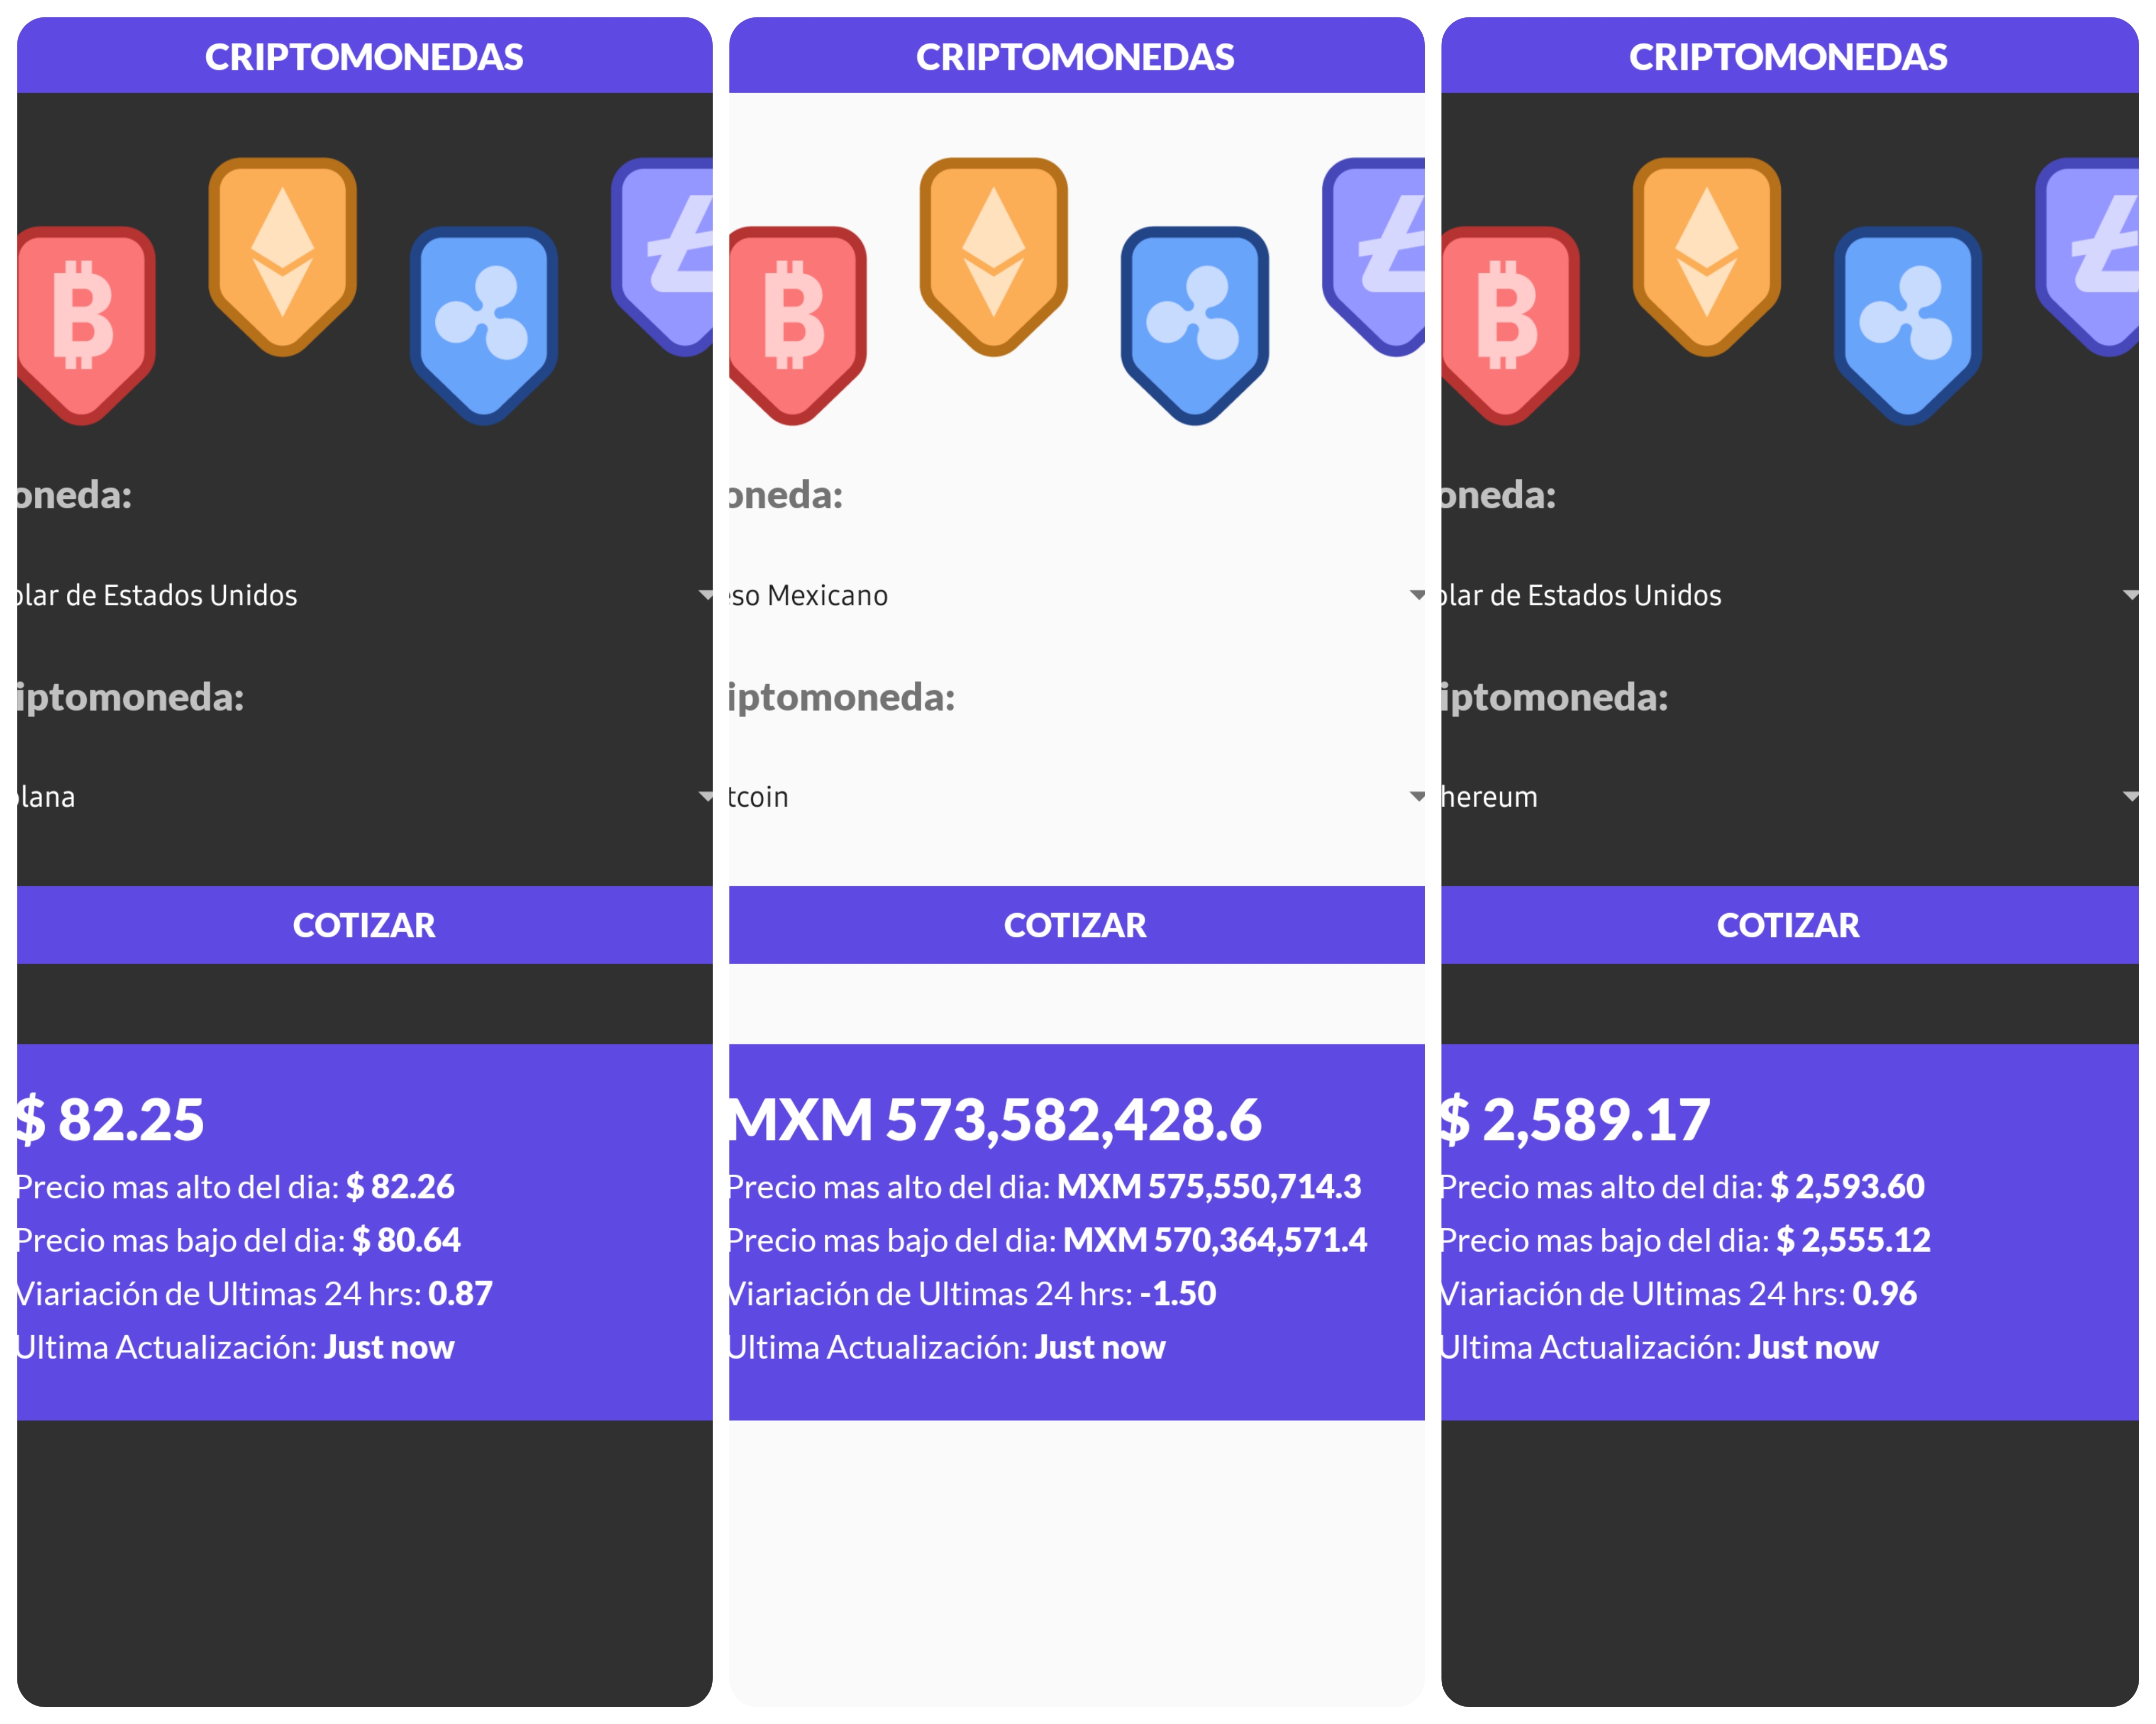 CRIPTOMONEDAS
oneda:
olar de Estados Unidos
iptomoneda:
olana
COTIZAR
$ 82.25
Precio mas alto del dia: $ 82.26
Precio mas bajo del dia: $ 80.64
Viariación de Ultimas 24 hrs: 0.87
Ultima Actualización: Just now
CRIPTOMONEDAS
oneda:
eso Mexicano
iptomoneda:
tcoin
COTIZAR
MXM 573,582,428.6
Precio mas alto del dia: MXM 575,550,714.3
Precio mas bajo del dia: MXM 570,364,571.4
Viariación de Ultimas 24 hrs: -1.50
Ultima Actualización: Just now
CRIPTOMONEDAS
oneda:
olar de Estados Unidos
iptomoneda:
hereum
COTIZAR
$ 2,589.17
Precio mas alto del dia: $ 2,593.60
Precio mas bajo del dia: $ 2,555.12
Viariación de Ultimas 24 hrs: 0.96
Ultima Actualización: Just now